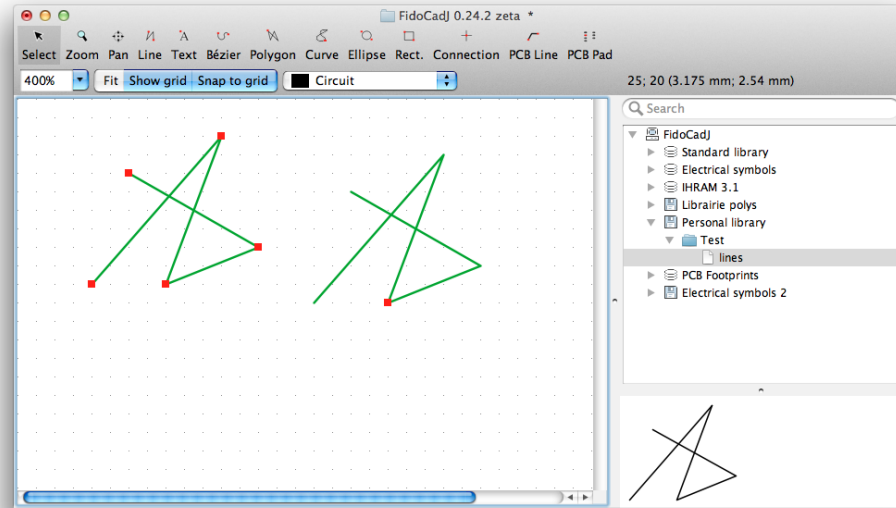 FidoCadJ 0.24.2 zeta *
Select Zoom Pan Line Text Bézier Polygon Curve Ellipse Rect. Connection PCB Line PCB Pad
400% Fit Show grid Snap to grid Circuit 25; 20 (3.175 mm; 2.54 mm)
Search
FidoCadJ
Standard library
Electrical symbols
IHRAM 3.1
Librairie polys
Personal library
Test
lines
PCB Footprints
Electrical symbols 2